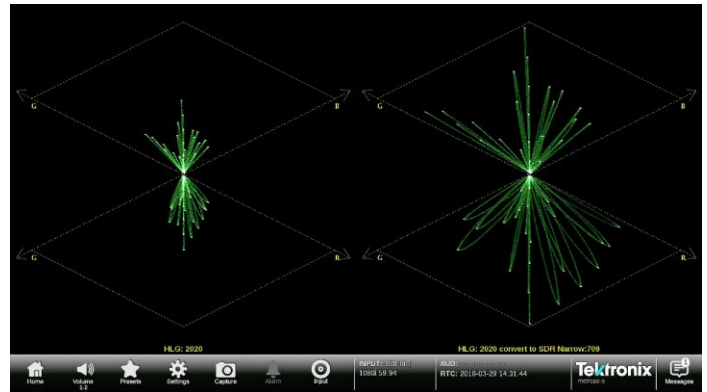 G
B
G
R
G
B
G
R
HLG: 2020
HLG: 2020 convert to SDR Narrow:709
INPUT:
1080i 59.94
AUD:
RTC: 2018-03-29 14:31:44
Home
Volume
1-2
Presets
Settings
Capture
Alarm
Input
Tektronix
1
Messages